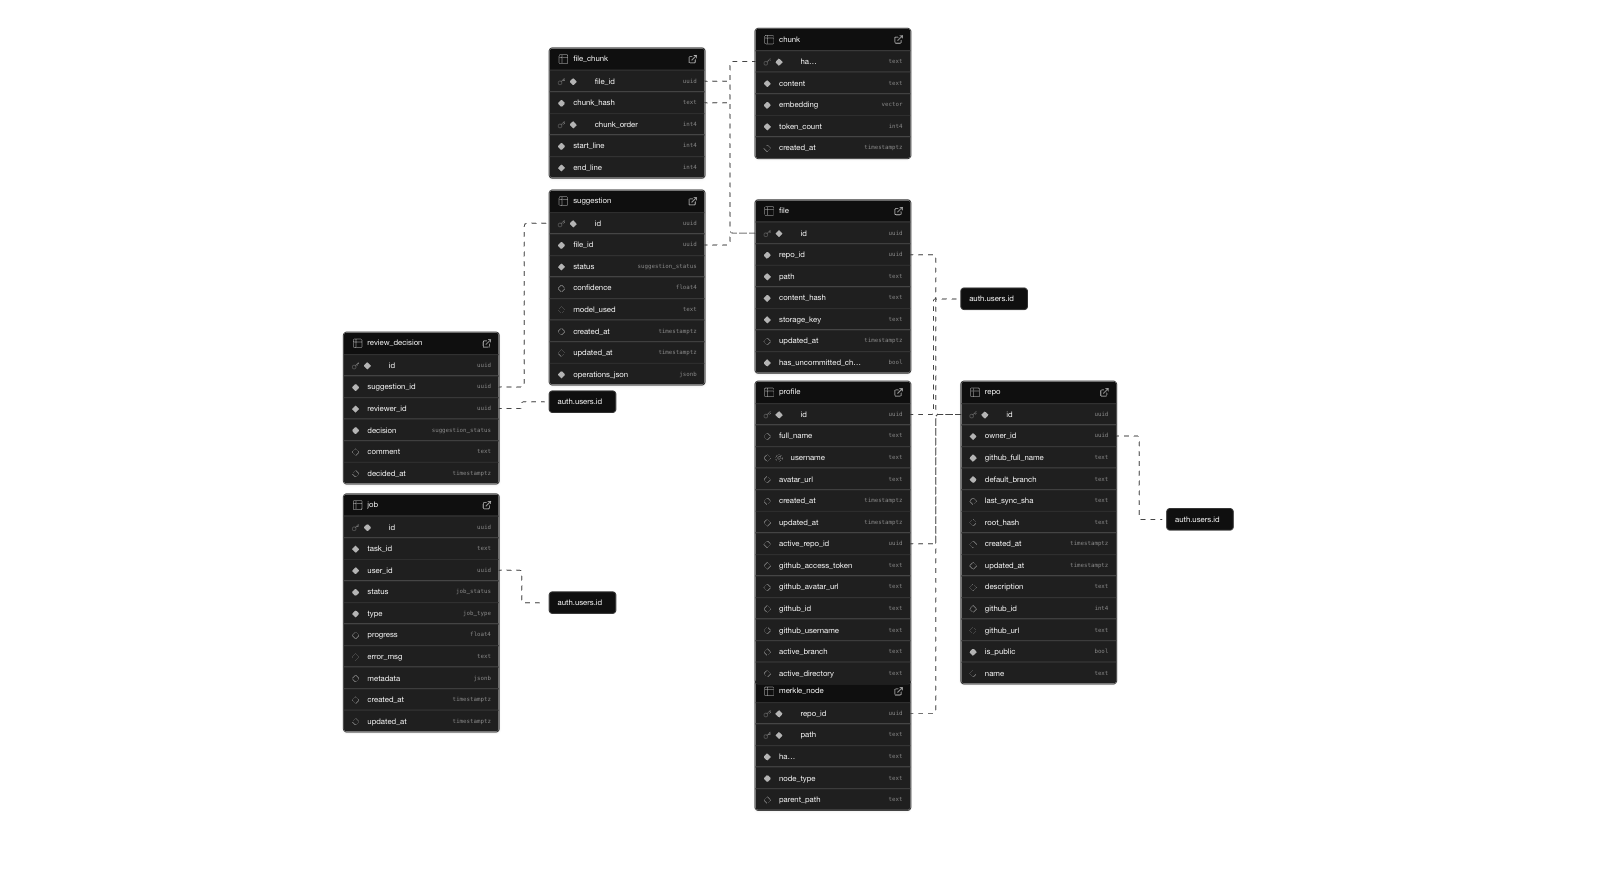 file_chunk
file_id uuid
chunk_hash text
chunk_order int4
start_line int4
end_line int4
chunk
ha... text
content text
embedding vector
token_count int4
created_at timestamptz
suggestion
id uuid
file_id uuid
status suggestion_status
confidence float4
model_used text
created_at timestamptz
updated_at timestamptz
operations_json jsonb
file
id uuid
repo_id uuid
path text
content_hash text
storage_key text
updated_at timestamptz
has_uncommitted_ch... bool
auth.users.id
review_decision
id uuid
suggestion_id uuid
reviewer_id uuid
decision suggestion_status
comment text
decided_at timestamptz
auth.users.id
profile
id uuid
full_name text
username text
avatar_url text
created_at timestamptz
updated_at timestamptz
active_repo_id uuid
github_access_token text
github_avatar_url text
github_id text
github_username text
active_branch text
active_directory text
repo
id uuid
owner_id uuid
github_full_name text
default_branch text
last_sync_sha text
root_hash text
created_at timestamptz
updated_at timestamptz
description text
github_id int4
github_url text
is_public bool
name text
auth.users.id
job
id uuid
task_id text
user_id uuid
status job_status
type job_type
progress float4
error_msg text
metadata jsonb
created_at timestamptz
updated_at timestamptz
auth.users.id
merkle_node
repo_id uuid
path text
ha... text
node_type text
parent_path text